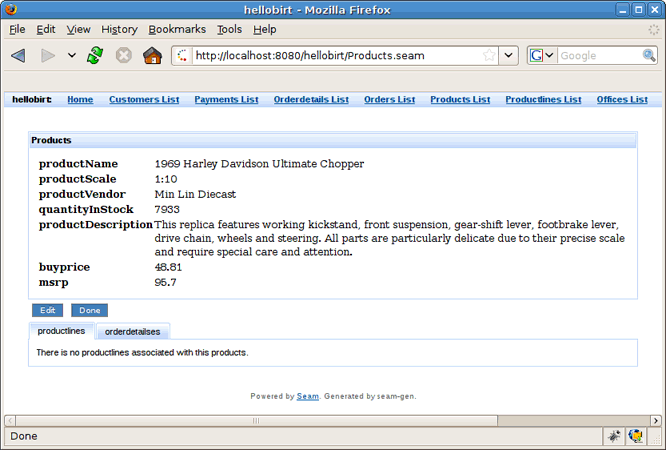 hellobirt - Mozilla Firefox
File Edit View History Bookmarks Tools Help
http://localhost:8080/hellobirt/Products.seam
G Google
hellobirt: Home Customers List Payments List Orderdetails List Orders List Products List Productlines List Offices List
Products
productName 1969 Harley Davidson Ultimate Chopper
productScale 1:10
productVendor Min Lin Diecast
quantityInStock 7933
productDescription This replica features working kickstand, front suspension, gear-shift lever, footbrake lever,
drive chain, wheels and steering. All parts are particularly delicate due to their precise scale
and require special care and attention.
buyprice 48.81
msrp 95.7
Edit Done
productlines orderdetailses
There is no productlines associated with this products.
Powered by Seam. Generated by seam-gen.
Done